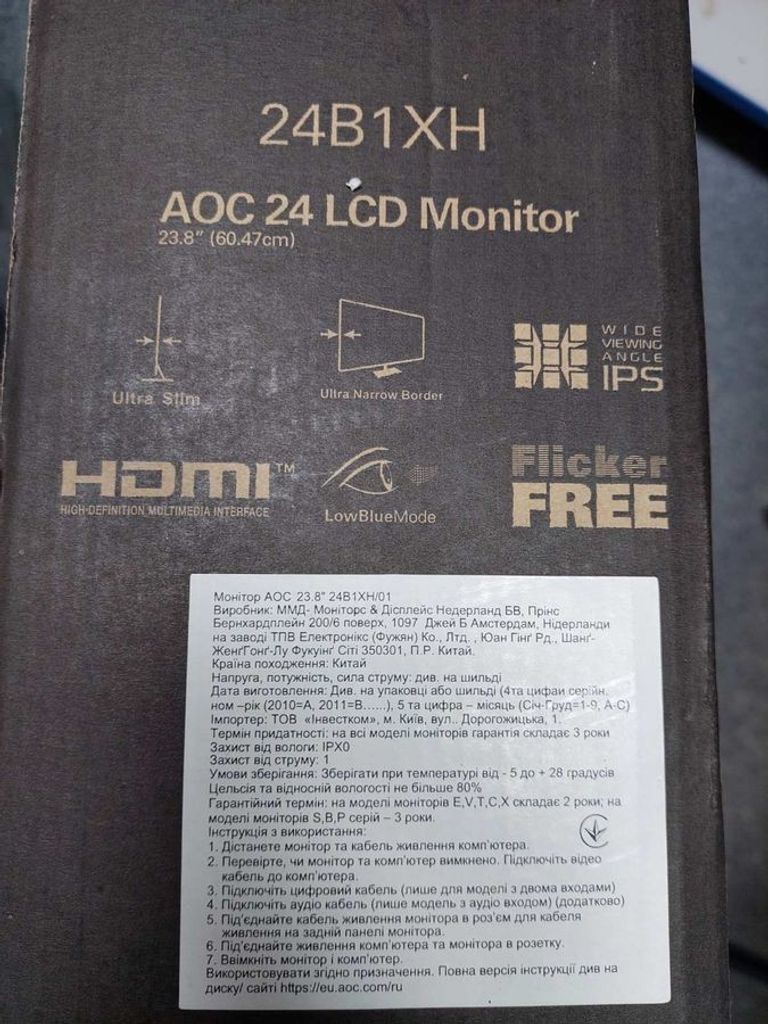 24B1XH
AOC 24 LCD Monitor
23.8" (60.47cm)
Ultra Slim
Ultra Narrow Border
WIDE
VIEWING
ANGLE
IPS
HDMI™
HIGH-DEFINITION MULTIMEDIA INTERFACE
LowBlueMode
Flicker
FREE
Монітор AOC 23.8" 24B1XH/01
Виробник: ММД- Моніторс & Дісплейс Недерланд БВ, Прінс
Бернхардплейн 200/6 поверх, 1097 Джей Б Амстердам, Нідерланди
на заводі ТПВ Електронікс (Фужян) Ко., Лтд. , Юан Гінґ Рд., Шанґ-
ЖенґГонґ-Лу Фукуінґ Сіті 350301, П.Р. Китай.
Країна походження: Китай
Напруга, потужність, сила струму: див. на шильді
Дата виготовлення: Див. на упаковці або шильді (4та цифаи серійн.
ном –рік (2010=A, 2011=B……), 5 та цифра – місяць (Січ-Груд=1-9, A-C)
Імпортер: ТОВ «Інвестком», м. Київ, вул.. Дорогожицька, 1.
Термін придатності: на всі моделі моніторів гарантія складає 3 роки
Захист від вологи: IPX0
Захист від струму: 1
Умови зберігання: Зберігати при температурі від - 5 до + 28 градусів
Цельсія та відносній вологості не більше 80%
Гарантійний термін: на моделі моніторів E,V,T,C,X складає 2 роки; на
моделі моніторів S,B,P серій – 3 роки.
Інструкція з використання:
1. Дістанете монітор та кабель живлення комп'ютера.
2. Перевірте, чи монітор та комп'ютер вимкнено. Підключіть відео
кабель до комп'ютера.
3. Підключіть цифровий кабель (лише для моделі з двома входами)
4. Підключіть аудіо кабель (лише модель з аудіо входом) (додатково)
5. Під'єднайте кабель живлення монітора в роз'єм для кабеля
живлення на задній панелі монітора.
6. Під'єднайте живлення комп'ютера та монітора в розетку.
7. Ввімкніть монітор і комп'ютер.
Використовувати згідно призначення. Повна версія інструкції див на
диску/ сайті https://eu.aoc.com/ru